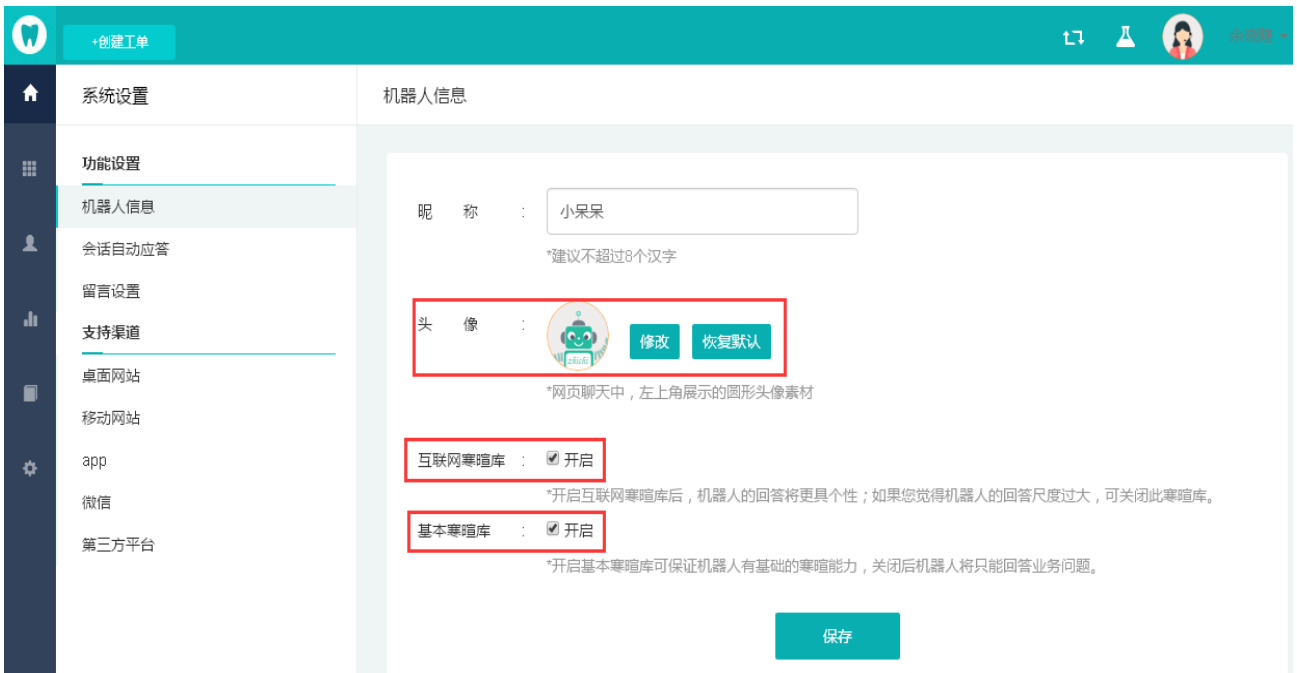 +创建工单
系统设置
机器人信息
功能设置
机器人信息
会话自动应答
留言设置
支持渠道
桌面网站
移动网站
app
微信
第三方平台
昵 称 : 小呆呆
*建议不超过8个汉字
头 像 : 修改 恢复默认
*网页聊天中，左上角展示的圆形头像素材
互联网寒暄库 : 开启
*开启互联网寒暄库后，机器人的回答将更具个性；如果您觉得机器人的回答尺度过大，可关闭此寒暄库。
基本寒暄库 : 开启
*开启基本寒暄库可保证机器人有基础的寒暄能力，关闭后机器人将只能回答业务问题。
保存